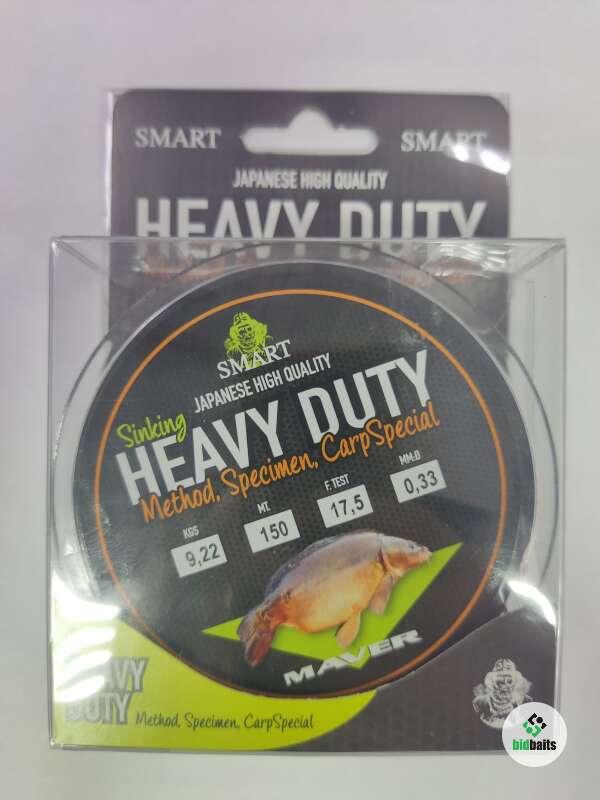 SMART SMART
JAPANESE HIGH QUALITY
HEAVY DUTY
SMART
JAPANESE HIGH QUALITY
Sinking
HEAVY DUTY
Method, Specimen, CarpSpecial
KGS MT. F. TEST MM:D
9,22 150 17,5 0,33
MAVER
HEAVY
DUTY
Method, Specimen, CarpSpecial
bidbaits